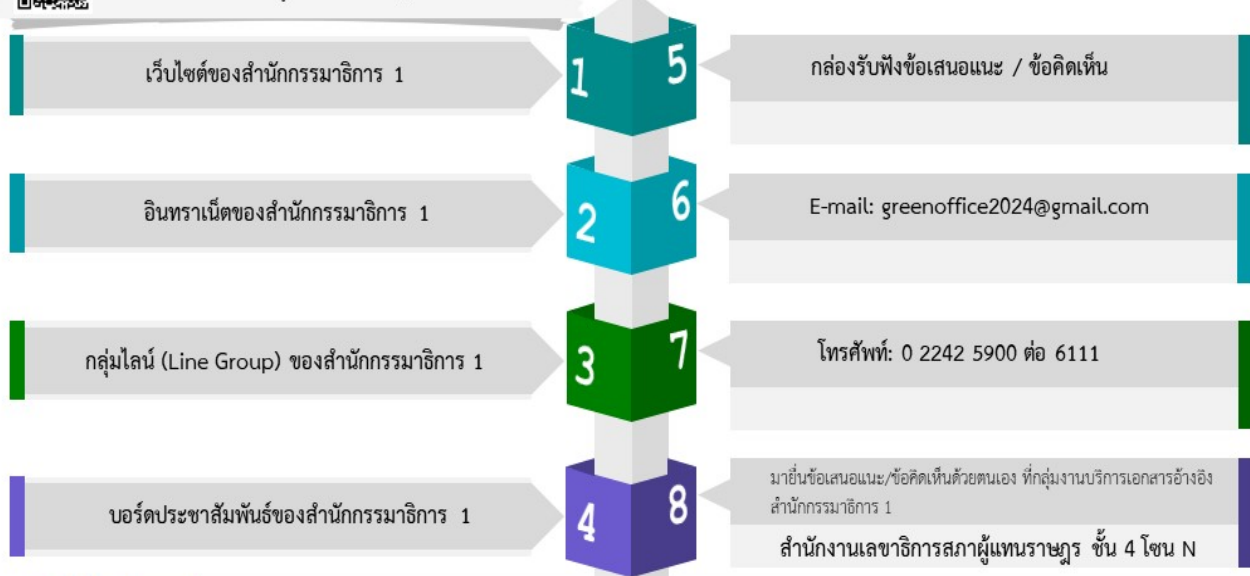 1
เว็บไซต์ของสำนักกรรมาธิการ 1
2
อินทราเน็ตของสำนักกรรมาธิการ 1
3
กลุ่มไลน์ (Line Group) ของสำนักกรรมาธิการ 1
4
บอร์ดประชาสัมพันธ์ของสำนักกรรมาธิการ 1
5
กล่องรับฟังข้อเสนอแนะ / ข้อคิดเห็น
6
E-mail: greenoffice2024@gmail.com
7
โทรศัพท์: 0 2242 5900 ต่อ 6111
8
มายื่นข้อเสนอแนะ/ข้อคิดเห็นด้วยตนเอง ที่กลุ่มงานบริการเอกสารอ้างอิง
สำนักกรรมาธิการ 1
สำนักงานเลขาธิการสภาผู้แทนราษฎร ชั้น 4 โซน N